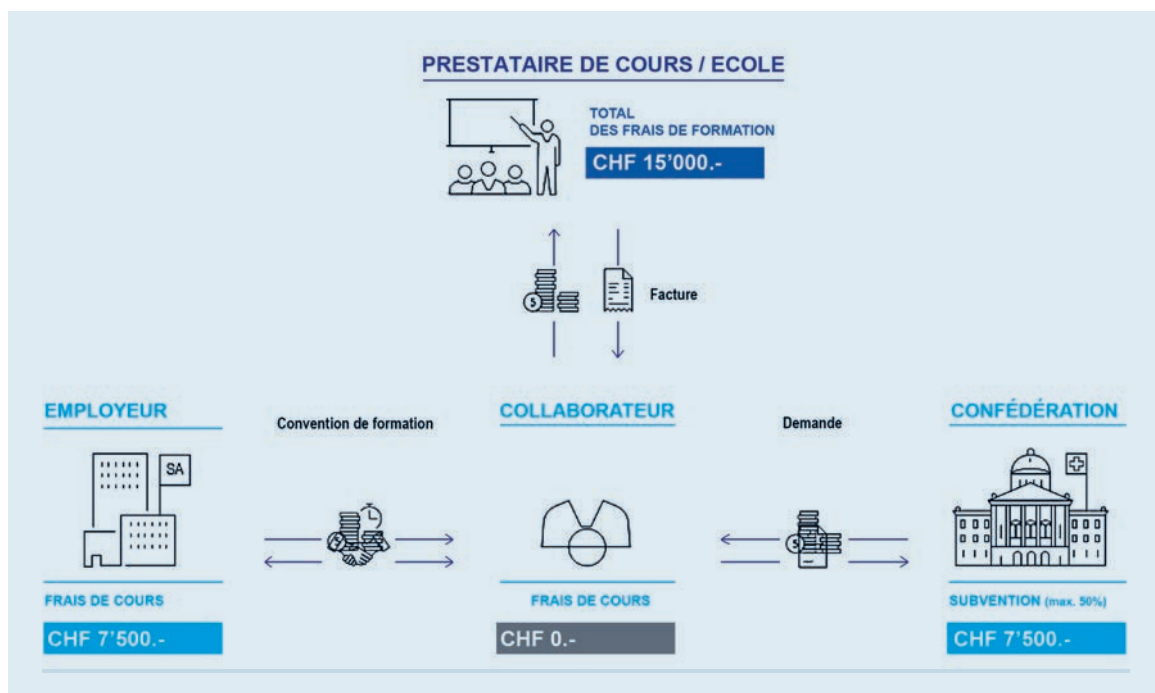 PRESTATAIRE DE COURS / ECOLE
TOTAL
DES FRAIS DE FORMATION
CHF 15'000.-
Facture
EMPLOYEUR
Convention de formation
COLLABORATEUR
Demande
CONFÉDÉRATION
SA
FRAIS DE COURS
CHF 7'500.-
FRAIS DE COURS
CHF 0.-
SUBVENTION (max. 50%)
CHF 7'500.-